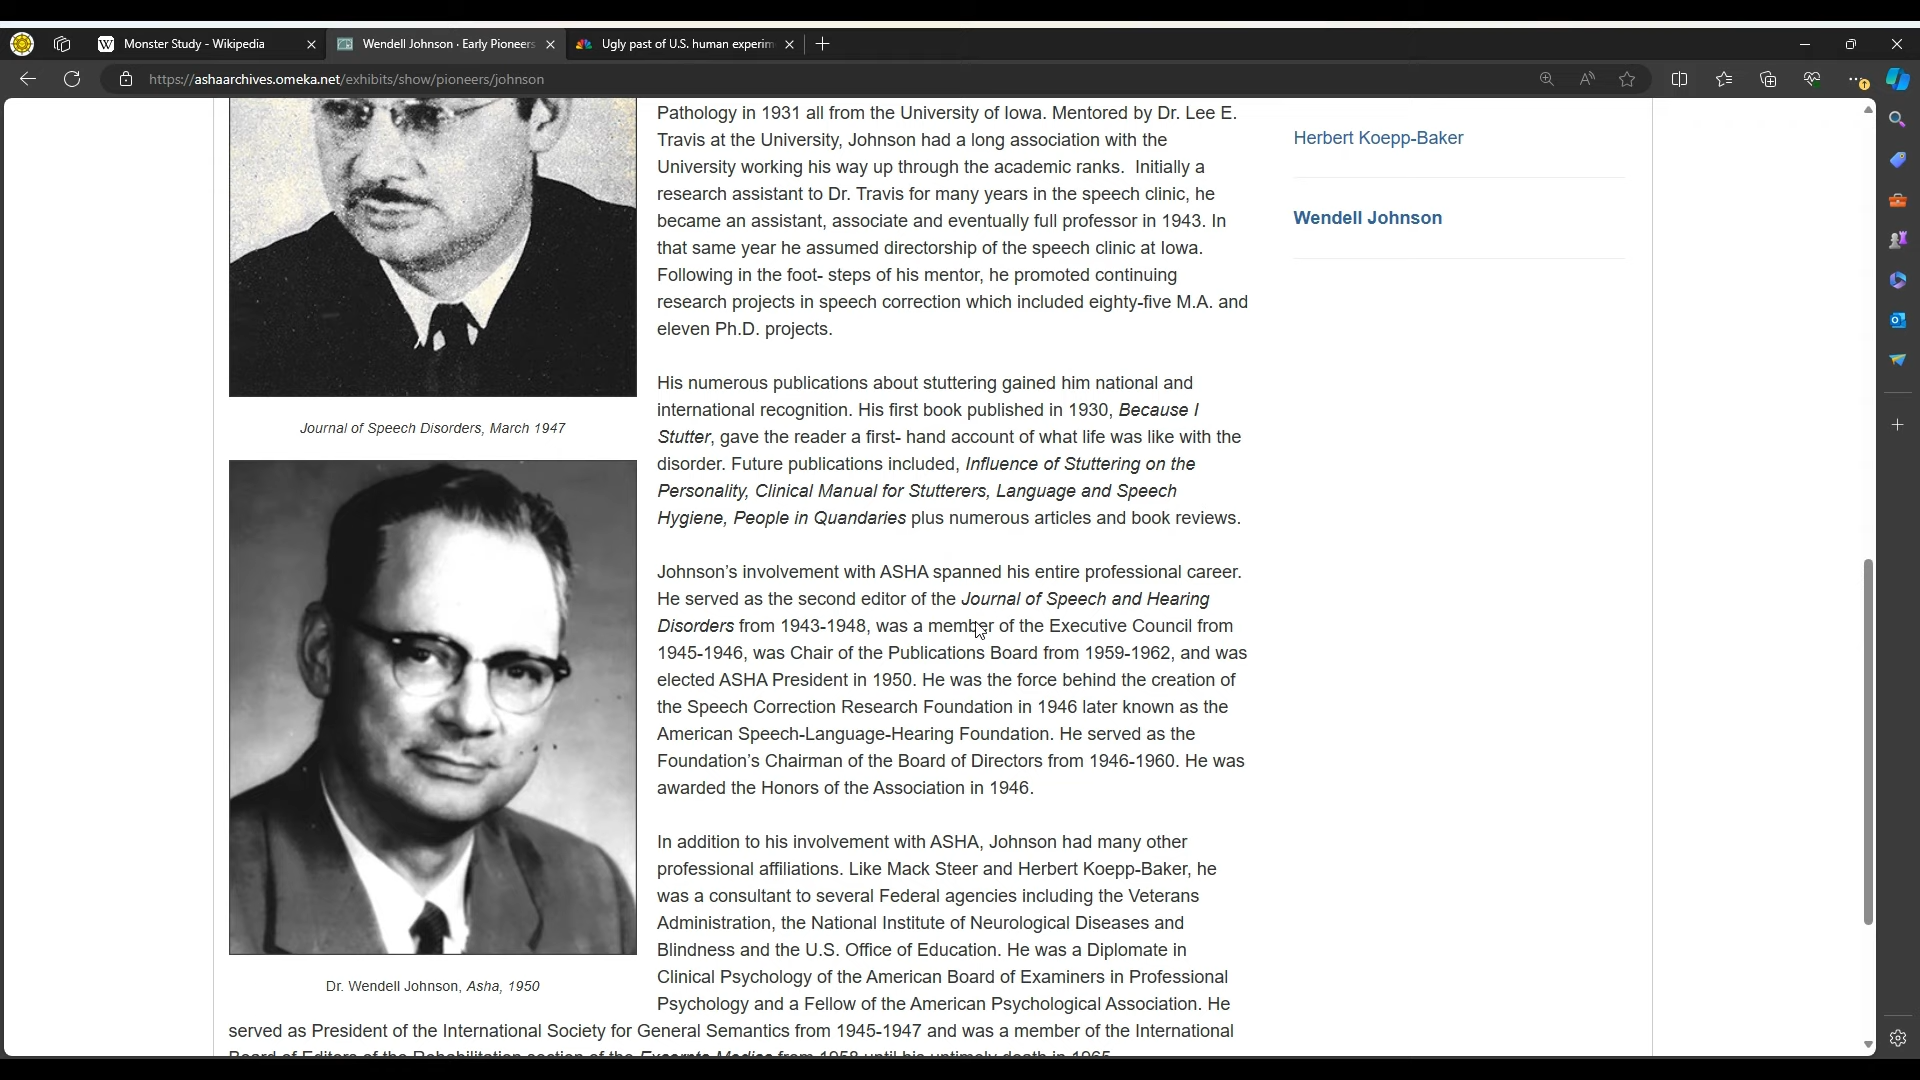 Monster Study - Wikipedia
Wendell Johnson · Early Pioneers
Ugly past of U.S. human experim
https://ashaarchives.omeka.net/exhibits/show/pioneers/johnson
Pathology in 1931 all from the University of Iowa. Mentored by Dr. Lee E.
Travis at the University, Johnson had a long association with the
University working his way up through the academic ranks.  Initially a
research assistant to Dr. Travis for many years in the speech clinic, he
became an assistant, associate and eventually full professor in 1943. In
that same year he assumed directorship of the speech clinic at Iowa.
Following in the foot- steps of his mentor, he promoted continuing
research projects in speech correction which included eighty-five M.A. and
eleven Ph.D. projects.
Journal of Speech Disorders, March 1947
His numerous publications about stuttering gained him national and
international recognition. His first book published in 1930, Because I
Stutter, gave the reader a first- hand account of what life was like with the
disorder. Future publications included, Influence of Stuttering on the
Personality, Clinical Manual for Stutterers, Language and Speech
Hygiene, People in Quandaries plus numerous articles and book reviews.
Johnson's involvement with ASHA spanned his entire professional career.
He served as the second editor of the Journal of Speech and Hearing
Disorders from 1943-1948, was a member of the Executive Council from
1945-1946, was Chair of the Publications Board from 1959-1962, and was
elected ASHA President in 1950. He was the force behind the creation of
the Speech Correction Research Foundation in 1946 later known as the
American Speech-Language-Hearing Foundation. He served as the
Foundation's Chairman of the Board of Directors from 1946-1960. He was
awarded the Honors of the Association in 1946.
In addition to his involvement with ASHA, Johnson had many other
professional affiliations. Like Mack Steer and Herbert Koepp-Baker, he
was a consultant to several Federal agencies including the Veterans
Administration, the National Institute of Neurological Diseases and
Blindness and the U.S. Office of Education. He was a Diplomate in
Clinical Psychology of the American Board of Examiners in Professional
Psychology and a Fellow of the American Psychological Association. He
Dr. Wendell Johnson, Asha, 1950
served as President of the International Society for General Semantics from 1945-1947 and was a member of the International
Board of Editors of the Rehabilitation section of the Excerpta Medica from 1958 until his untimely death in 1965.
Herbert Koepp-Baker
Wendell Johnson